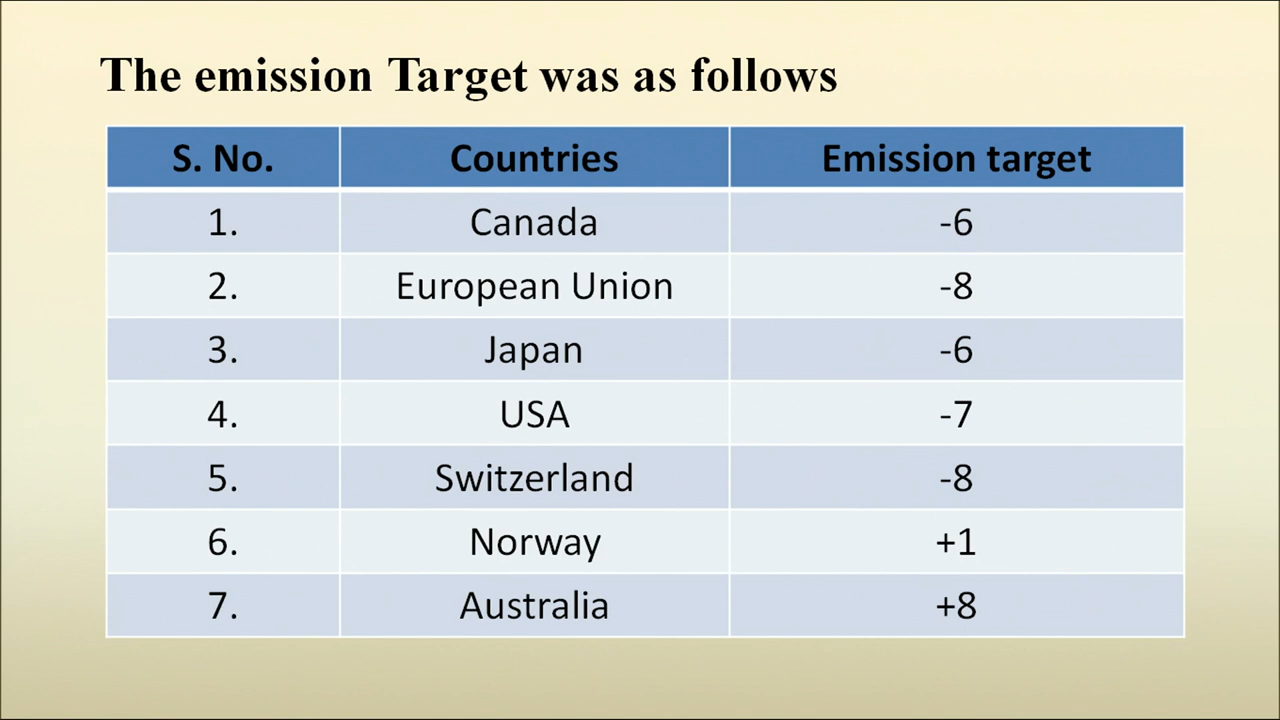 The emission Target was as follows
S. No. Countries Emission target
1. Canada -6
2. European Union -8
3. Japan -6
4. USA -7
5. Switzerland -8
6. Norway +1
7. Australia +8